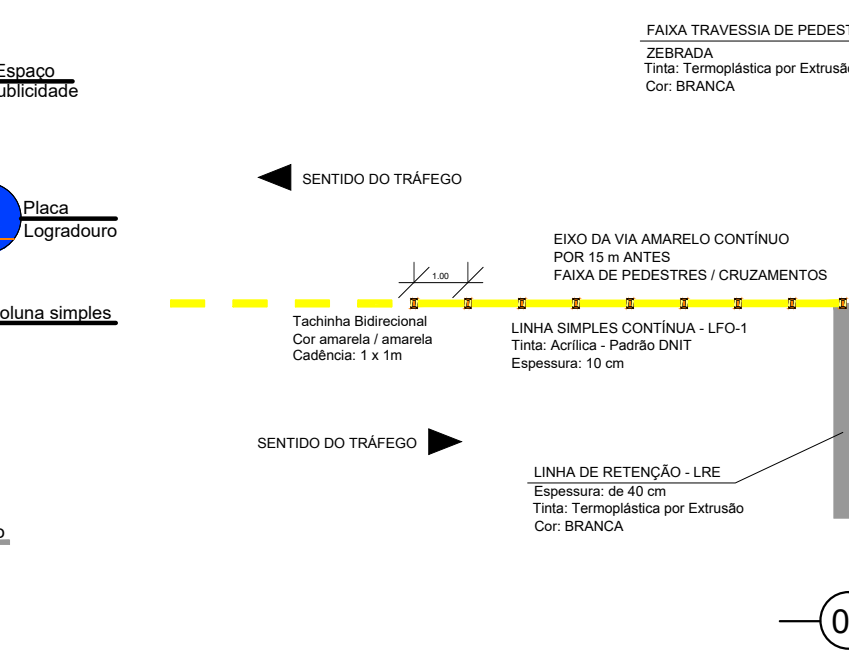 FAIXA TRAVESSIA DE PEDEST
ZEBRADA
Tinta: Termoplástica por Extrusã
Cor: BRANCA
Espaço
ublicidade
SENTIDO DO TRÁFEGO
Placa
Logradouro
EIXO DA VIA AMARELO CONTÍNUO
POR 15 m ANTES
FAIXA DE PEDESTRES / CRUZAMENTOS
1.00
oluna simples
Tachinha Bidirecional
Cor amarela / amarela
Cadência: 1 x 1m
LINHA SIMPLES CONTÍNUA - LFO-1
Tinta: Acrílica - Padrão DNIT
Espessura: 10 cm
SENTIDO DO TRÁFEGO
LINHA DE RETENÇÃO - LRE
Espessura: de 40 cm
Tinta: Termoplástica por Extrusão
Cor: BRANCA
o
0